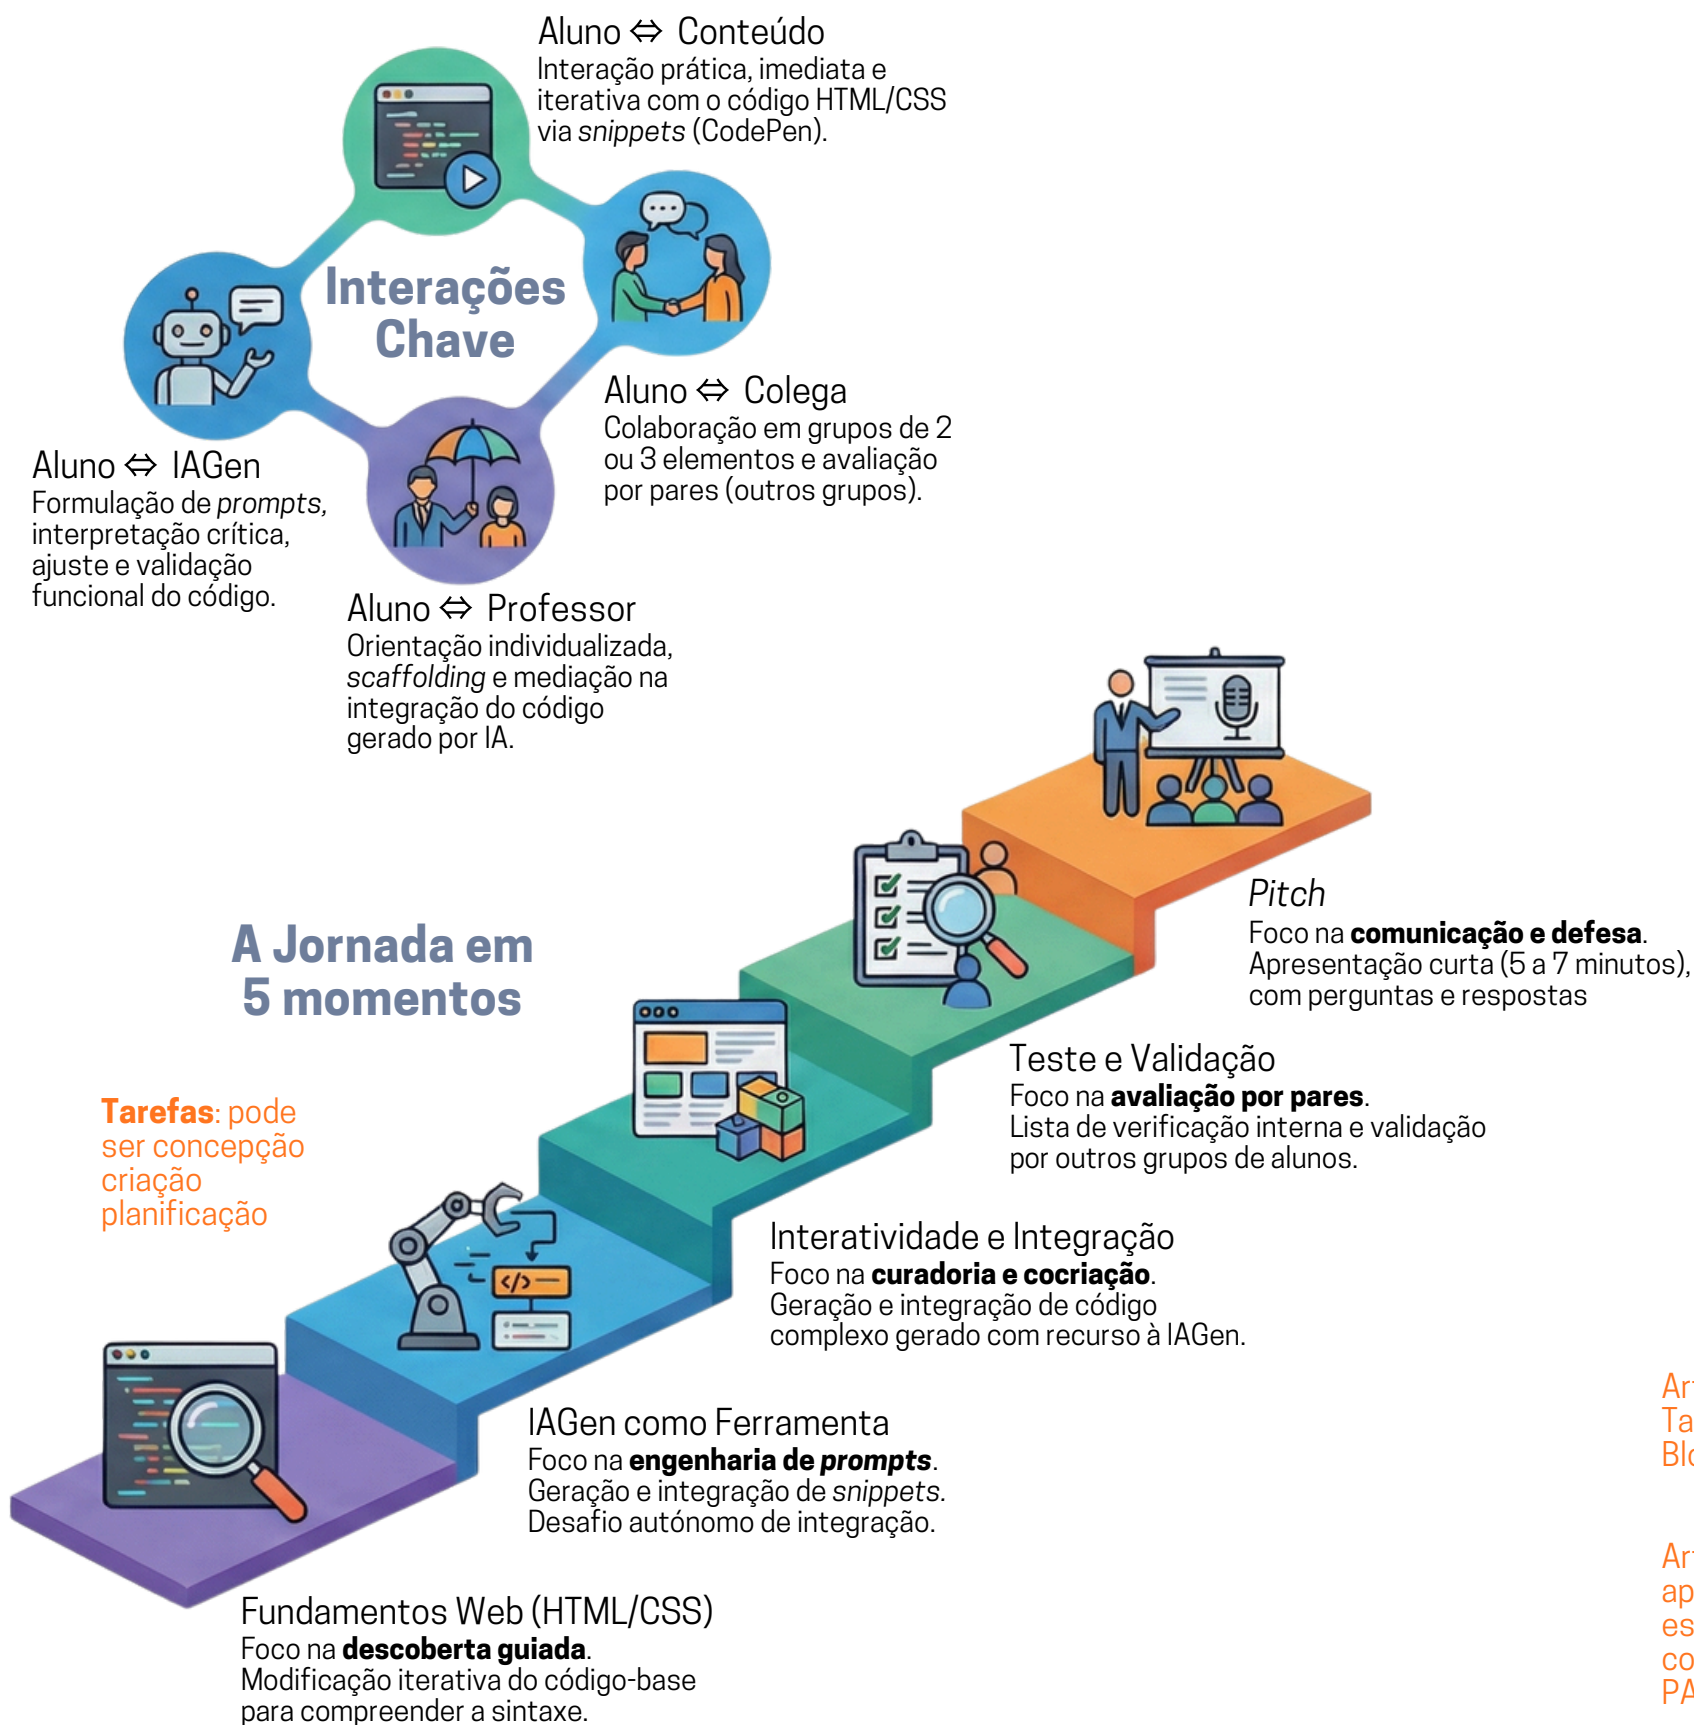 Aluno ⇔ Conteúdo
Interação prática, imediata e
iterativa com o código HTML/CSS
via snippets (CodePen).
Interações
Chave
Aluno ⇔ Colega
Colaboração em grupos de 2
ou 3 elementos e avaliação
por pares (outros grupos).
Aluno ⇔ IAGen
Formulação de prompts,
interpretação crítica,
ajuste e validação
funcional do código.
Aluno ⇔ Professor
Orientação individualizada,
scaffolding e mediação na
integração do código
gerado por IA.
A Jornada em
5 momentos
Pitch
Foco na comunicação e defesa.
Apresentação curta (5 a 7 minutos),
com perguntas e respostas
Teste e Validação
Foco na avaliação por pares.
Lista de verificação interna e validação
por outros grupos de alunos.
Tarefas: pode
ser concepção
criação
planificação
Interatividade e Integração
Foco na curadoria e cocriação.
Geração e integração de código
complexo gerado com recurso à IAGen.
</>
IAGen como Ferramenta
Foco na engenharia de prompts.
Geração e integração de snippets.
Desafio autónomo de integração.
Fundamentos Web (HTML/CSS)
Foco na descoberta guiada.
Modificação iterativa do código-base
para compreender a sintaxe.